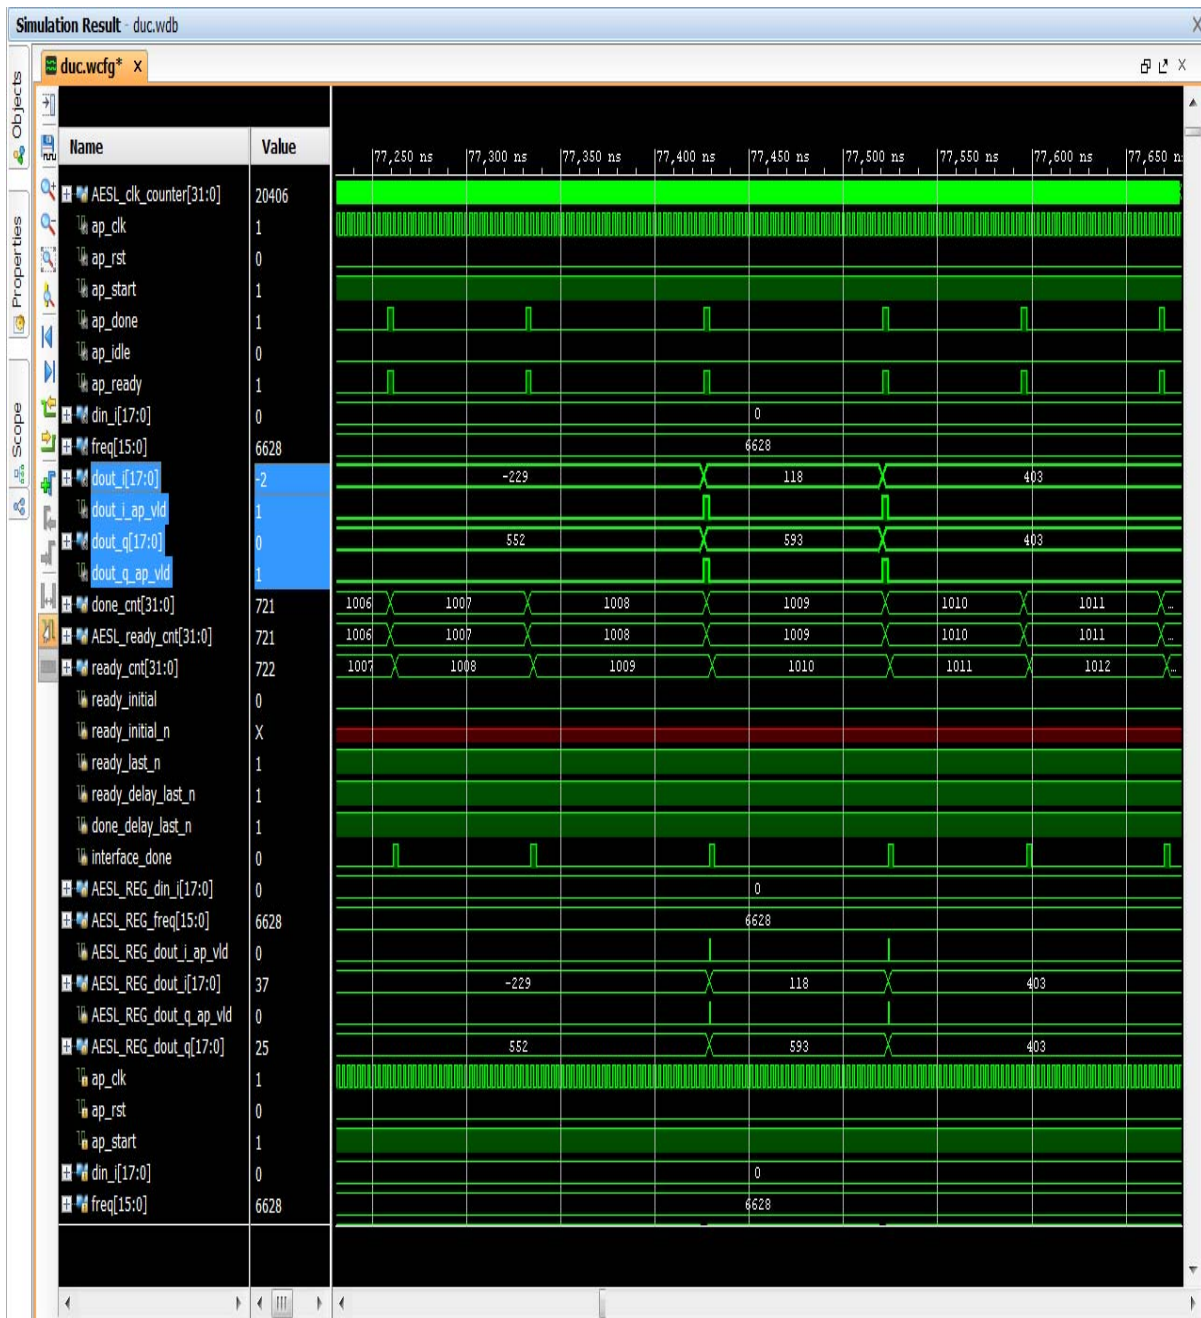 Simulation Result - duc.wdb
Objects
Properties
Scope
duc.wcfg*
Name Value
77,250 ns 77,300 ns 77,350 ns 77,400 ns 77,450 ns 77,500 ns 77,550 ns 77,600 ns 77,650 n
AESL_clk_counter[31:0] 20406
ap_clk 1
ap_rst 0
ap_start 1
ap_done 1
ap_idle 0
ap_ready 1
din_i[17:0] 0 0
freq[15:0] 6628 6628
dout_i[17:0] -2 -229 118 403
dout_i_ap_vld 1
dout_q[17:0] 0 552 593 403
dout_q_ap_vld 1
done_cnt[31:0] 721 1006 1007 1008 1009 1010 1011 ...
AESL_ready_cnt[31:0] 721 1006 1007 1008 1009 1010 1011 ...
ready_cnt[31:0] 722 1007 1008 1009 1010 1011 1012 ...
ready_initial 0
ready_initial_n X
ready_last_n 1
ready_delay_last_n 1
done_delay_last_n 1
interface_done 0
AESL_REG_din_i[17:0] 0 0
AESL_REG_freq[15:0] 6628 6628
AESL_REG_dout_i_ap_vld 0
AESL_REG_dout_i[17:0] 37 -229 118 403
AESL_REG_dout_q_ap_vld 0
AESL_REG_dout_q[17:0] 25 552 593 403
ap_clk 1
ap_rst 0
ap_start 1
din_i[17:0] 0 0
freq[15:0] 6628 6628